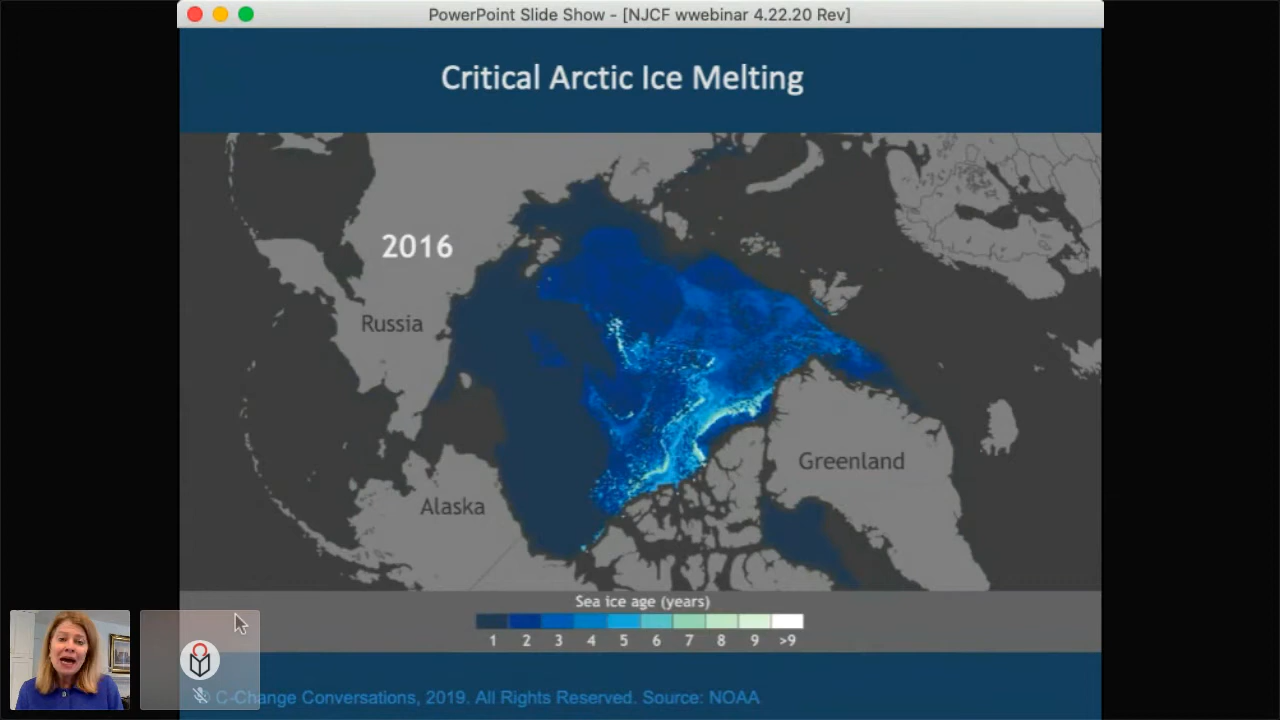 PowerPoint Slide Show - [NJCF wwebinar 4.22.20 Rev]
Critical Arctic Ice Melting
2016
Russia
Greenland
Alaska
Sea ice age (years)
1 2 3 4 5 6 7 8 9 >9
© C-Change Conversations, 2019. All Rights Reserved. Source: NOAA